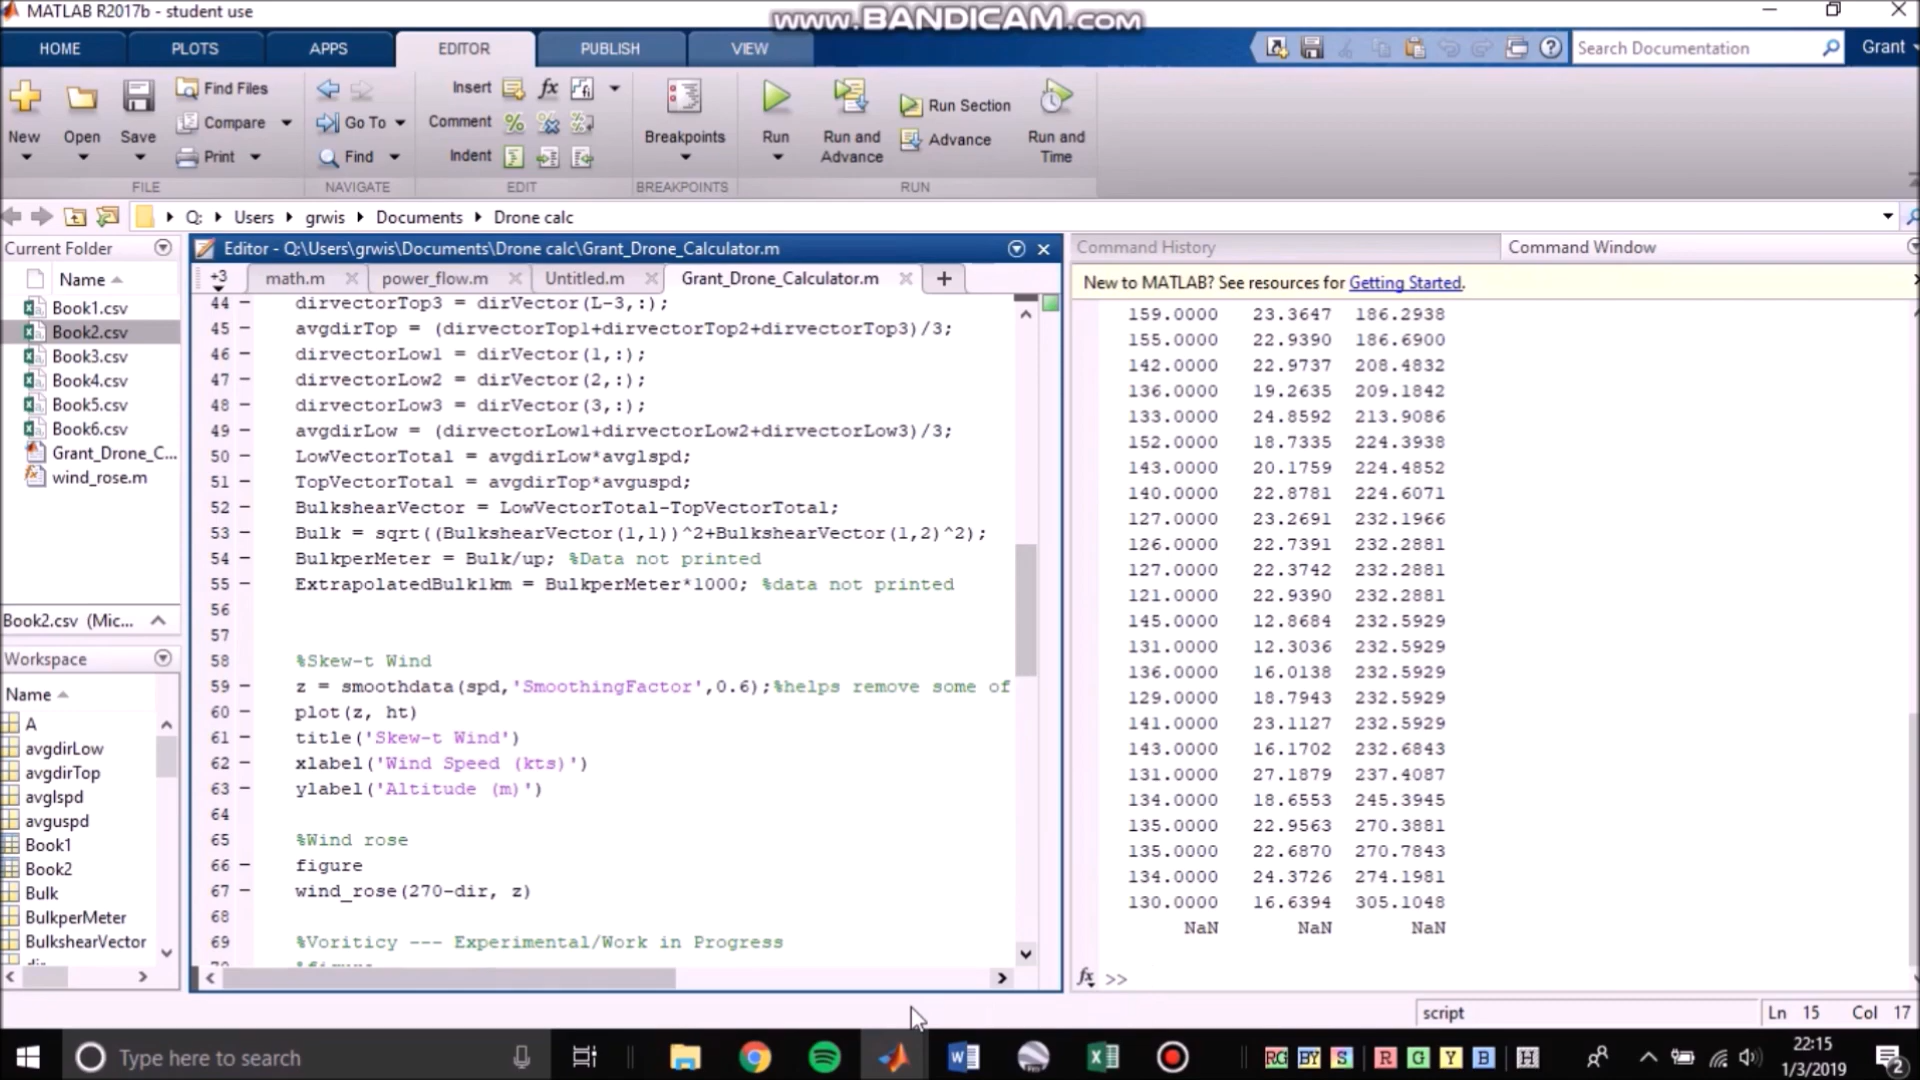 MATLAB R2017b - student use
www.BANDICAM.com
HOME
PLOTS
APPS
EDITOR
PUBLISH
VIEW
Search Documentation
Grant
New
Open
Save
Find Files
Compare
Print
FILE
Go To
Find
NAVIGATE
Insert
fx
Comment
Indent
EDIT
Breakpoints
BREAKPOINTS
Run
Run and Advance
Run Section
Advance
Run and Time
RUN
Q:
Users
grwis
Documents
Drone calc
Current Folder
Name
Book1.csv
Book2.csv
Book3.csv
Book4.csv
Book5.csv
Book6.csv
Grant_Drone_C...
wind_rose.m
Book2.csv (Mic...
Workspace
Name
A
avgdirLow
avgdirTop
avglspd
avguspd
Book1
Book2
Bulk
BulkperMeter
BulkshearVector
Editor - Q:\Users\grwis\Documents\Drone calc\Grant_Drone_Calculator.m
+3
math.m
power_flow.m
Untitled.m
Grant_Drone_Calculator.m
44 - dirvectorTop3 = dirVector(L-3,:);
45 - avgdirTop = (dirvectorTop1+dirvectorTop2+dirvectorTop3)/3;
46 - dirvectorLow1 = dirVector(1,:);
47 - dirvectorLow2 = dirVector(2,:);
48 - dirvectorLow3 = dirVector(3,:);
49 - avgdirLow = (dirvectorLow1+dirvectorLow2+dirvectorLow3)/3;
50 - LowVectorTotal = avgdirLow*avglspd;
51 - TopVectorTotal = avgdirTop*avguspd;
52 - BulkshearVector = LowVectorTotal-TopVectorTotal;
53 - Bulk = sqrt((BulkshearVector(1,1))^2+BulkshearVector(1,2)^2);
54 - BulkperMeter = Bulk/up; %Data not printed
55 - ExtrapolatedBulk1km = BulkperMeter*1000; %data not printed
56
57
58 %Skew-t Wind
59 - z = smoothdata(spd,'SmoothingFactor',0.6);%helps remove some of
60 - plot(z, ht)
61 - title('Skew-t Wind')
62 - xlabel('Wind Speed (kts)')
63 - ylabel('Altitude (m)')
64
65 %Wind rose
66 - figure
67 - wind_rose(270-dir, z)
68
69 %Voriticy --- Experimental/Work in Progress
Command History
Command Window
New to MATLAB? See resources for Getting Started.
159.0000 23.3647 186.2938
155.0000 22.9390 186.6900
142.0000 22.9737 208.4832
136.0000 19.2635 209.1842
133.0000 24.8592 213.9086
152.0000 18.7335 224.3938
143.0000 20.1759 224.4852
140.0000 22.8781 224.6071
127.0000 23.2691 232.1966
126.0000 22.7391 232.2881
127.0000 22.3742 232.2881
121.0000 22.9390 232.2881
145.0000 12.8684 232.5929
131.0000 12.3036 232.5929
136.0000 16.0138 232.5929
129.0000 18.7943 232.5929
141.0000 23.1127 232.5929
143.0000 16.1702 232.6843
131.0000 27.1879 237.4087
134.0000 18.6553 245.3945
135.0000 22.9563 270.3881
135.0000 22.6870 270.7843
134.0000 24.3726 274.1981
130.0000 16.6394 305.1048
NaN NaN NaN
fx >>
script
Ln 15 Col 17
Type here to search
RG BY S R G Y B H
22:15
1/3/2019
2